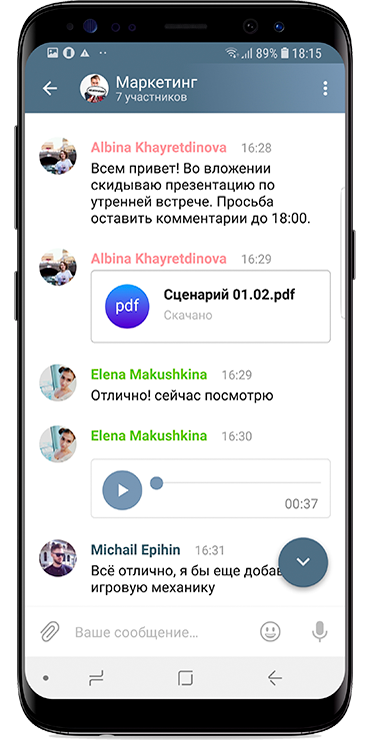 89% 18:15
Маркетинг
7 участников
Albina Khayretdinova 16:28
Всем привет! Во вложении
скидываю презентацию по
утренней встрече. Просьба
оставить комментарии до 18:00.
Albina Khayretdinova 16:29
pdf
Сценарий 01.02.pdf
Скачано
Elena Makushkina 16:29
Отлично! сейчас посмотрю
Elena Makushkina 16:30
00:37
Michail Epihin 16:31
Всё отлично, я бы еще добав
игровую механику
Ваше сообщение...